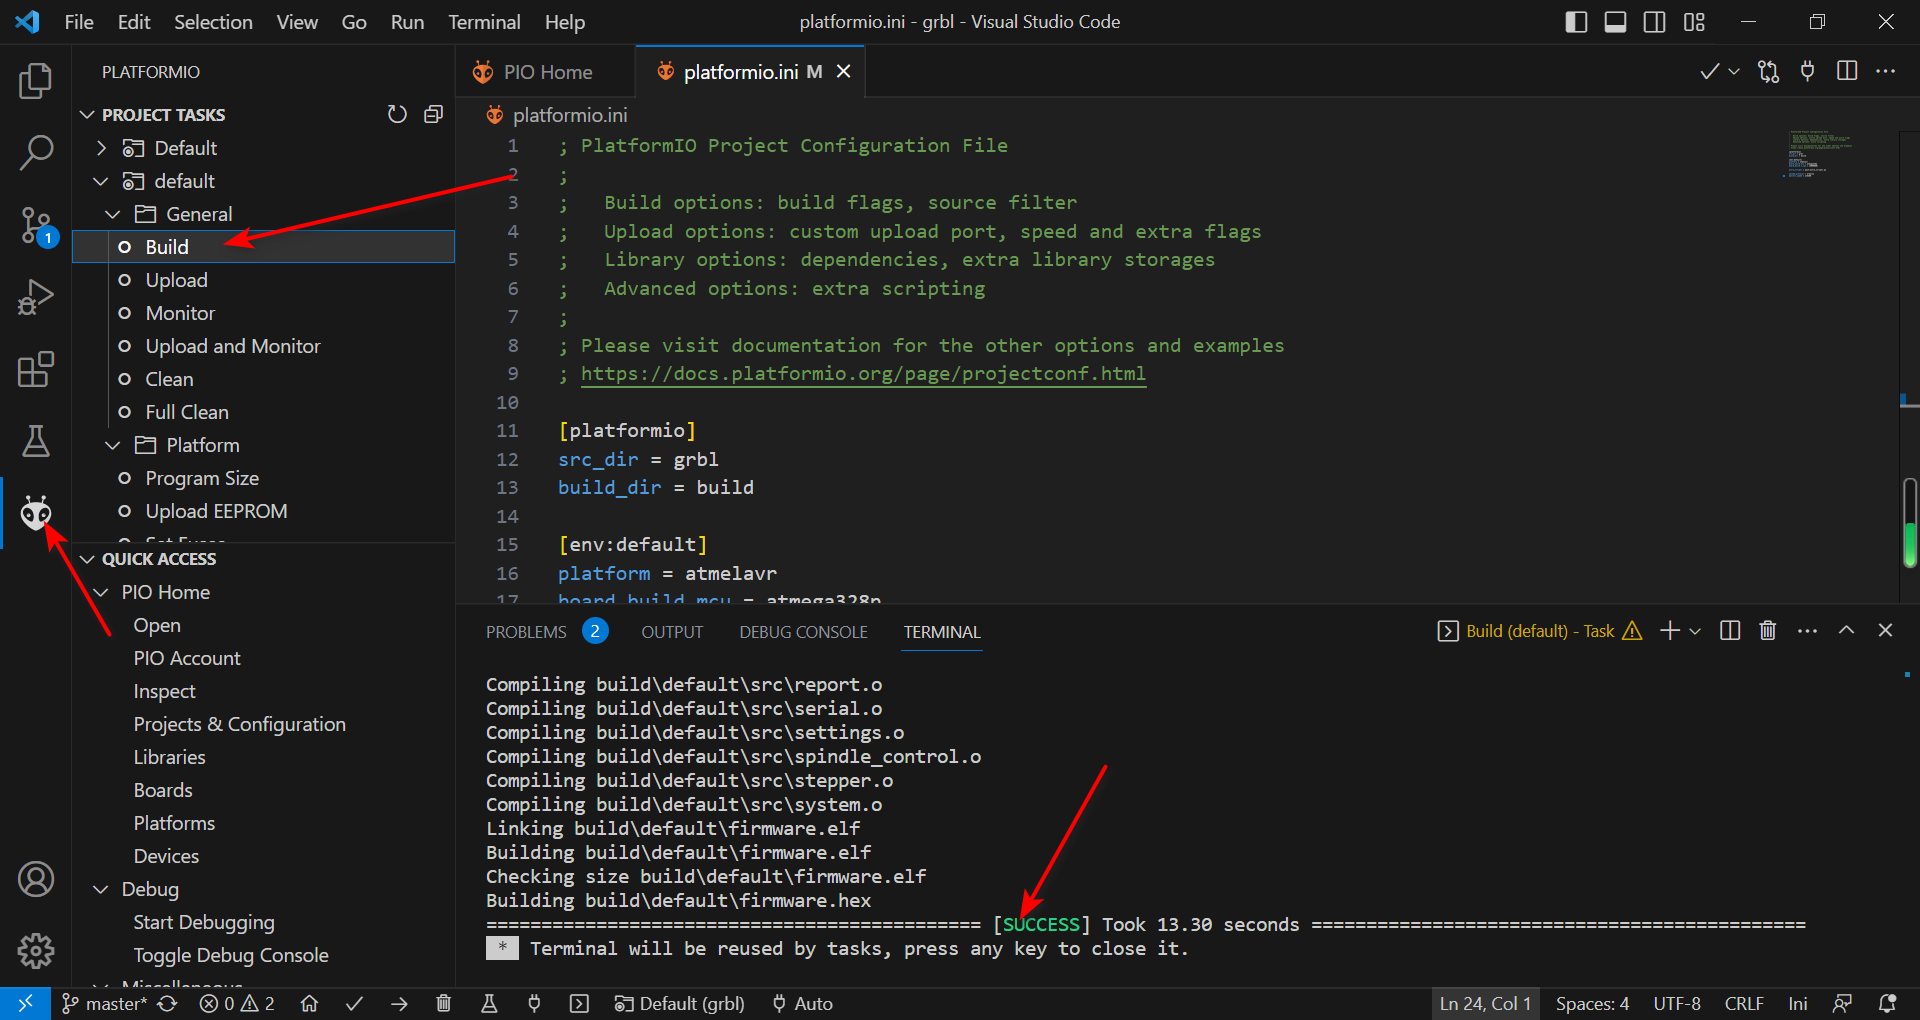 File Edit Selection View Go Run Terminal Help
platformio.ini - grbl - Visual Studio Code
PLATFORMIO
PROJECT TASKS
Default
default
General
Build
Upload
Monitor
Upload and Monitor
Clean
Full Clean
Platform
Program Size
Upload EEPROM
Set Fuses
QUICK ACCESS
PIO Home
Open
PIO Account
Inspect
Projects & Configuration
Libraries
Boards
Platforms
Devices
Debug
Start Debugging
Toggle Debug Console
Miscellaneous
1
PIO Home
platformio.ini M
platformio.ini
1 ; PlatformIO Project Configuration File
2 ;
3 ;   Build options: build flags, source filter
4 ;   Upload options: custom upload port, speed and extra flags
5 ;   Library options: dependencies, extra library storages
6 ;   Advanced options: extra scripting
7 ;
8 ; Please visit documentation for the other options and examples
9 ; https://docs.platformio.org/page/projectconf.html
10
11 [platformio]
12 src_dir = grbl
13 build_dir = build
14
15 [env:default]
16 platform = atmelavr
17 board_build.mcu = atmega328p
PROBLEMS 2 OUTPUT DEBUG CONSOLE TERMINAL
Build (default) - Task
Compiling build\default\src\report.o
Compiling build\default\src\serial.o
Compiling build\default\src\settings.o
Compiling build\default\src\spindle_control.o
Compiling build\default\src\stepper.o
Compiling build\default\src\system.o
Linking build\default\firmware.elf
Building build\default\firmware.elf
Checking size build\default\firmware.elf
Building build\default\firmware.hex
============================================= [SUCCESS] Took 13.30 seconds =============================================
* Terminal will be reused by tasks, press any key to close it.
master* 0 2 Default (grbl) Auto Ln 24, Col 1 Spaces: 4 UTF-8 CRLF Ini